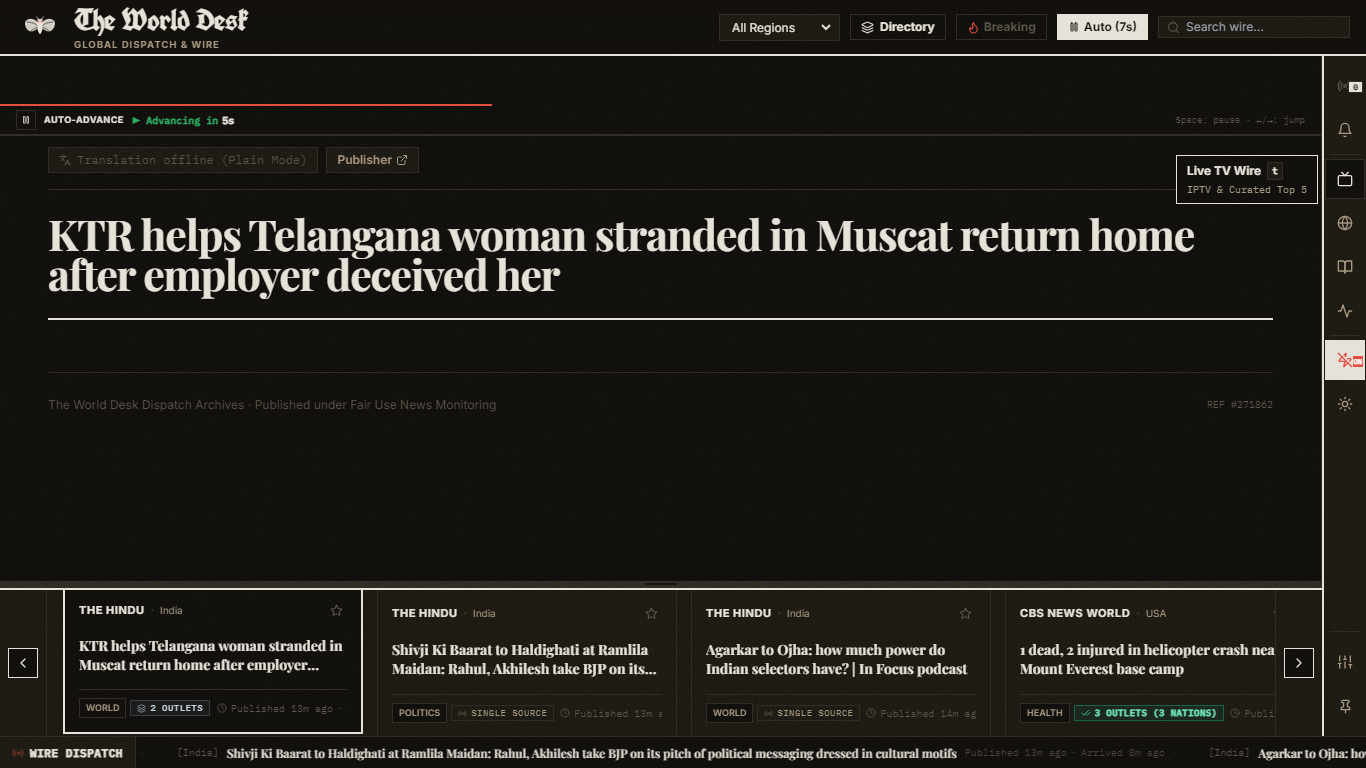 The World Desk
GLOBAL DISPATCH & WIRE
All Regions
Directory
Breaking
Auto (7s)
Search wire...
0
AUTO-ADVANCE ▶ Advancing in 5s
Space: pause · ←/→: jump
Translation offline (Plain Mode)
Publisher
Live TV Wire t
IPTV & Curated Top 5
KTR helps Telangana woman stranded in Muscat return home
after employer deceived her
The World Desk Dispatch Archives · Published under Fair Use News Monitoring
REF #271862
THE HINDU · India
KTR helps Telangana woman stranded in
Muscat return home after employer...
WORLD
2 OUTLETS
Published 13m ago ·
THE HINDU · India
Shivji Ki Baarat to Haldighati at Ramlila
Maidan: Rahul, Akhilesh take BJP on its...
POLITICS
SINGLE SOURCE
Published 13m a
THE HINDU · India
Agarkar to Ojha: how much power do
Indian selectors have? | In Focus podcast
WORLD
SINGLE SOURCE
Published 14m ag
CBS NEWS WORLD · USA
1 dead, 2 injured in helicopter crash nea
Mount Everest base camp
HEALTH
3 OUTLETS (3 NATIONS)
Publi
WIRE DISPATCH
[India] Shivji Ki Baarat to Haldighati at Ramlila Maidan: Rahul, Akhilesh take BJP on its pitch of political messaging dressed in cultural motifs Published 13m ago · Arrived 8m ago
[India] Agarkar to Ojha: ho